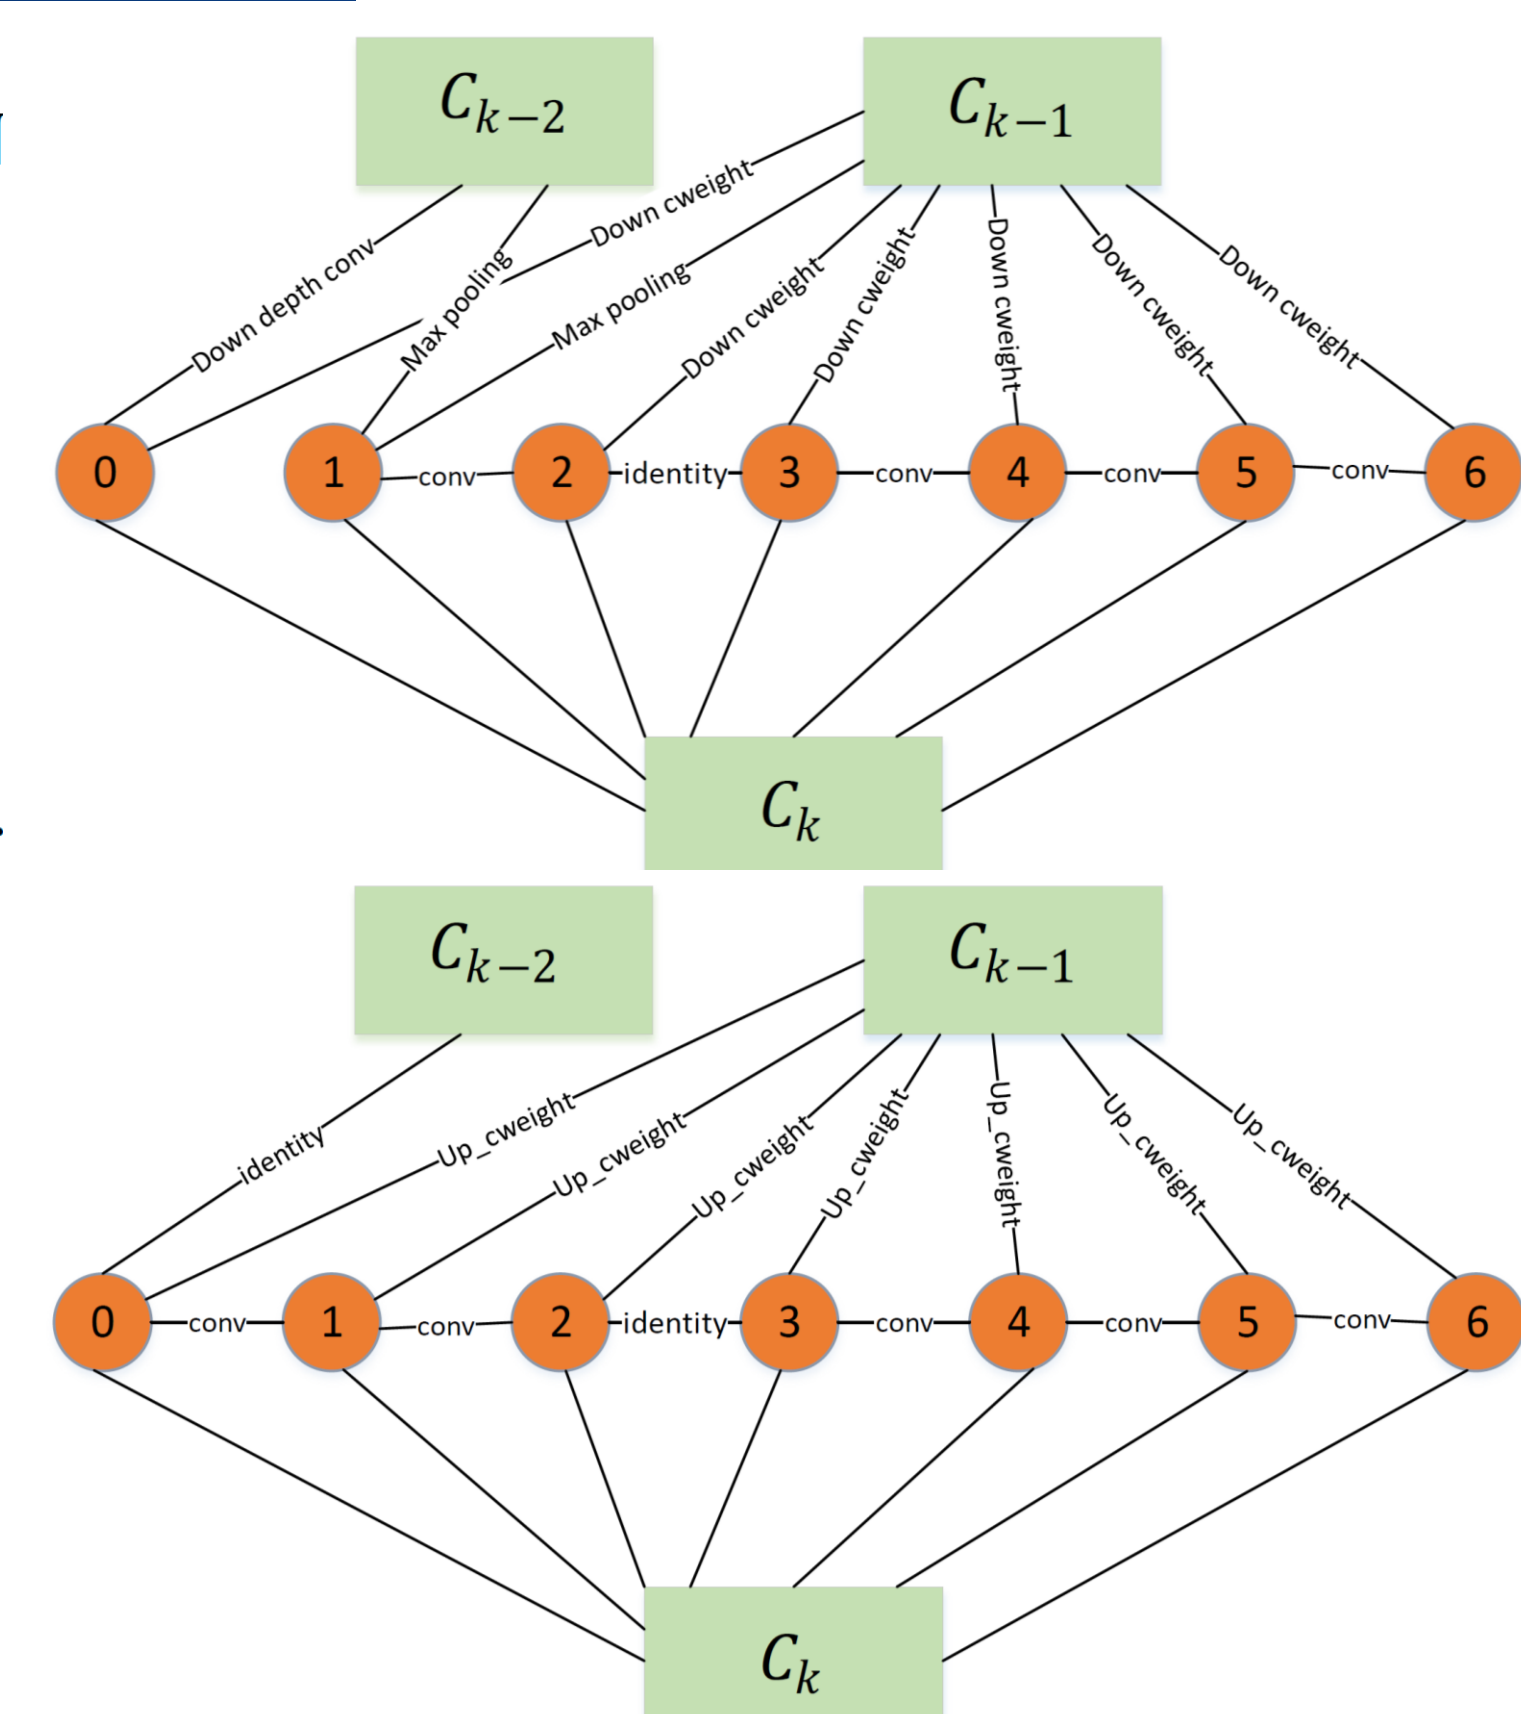 C_{k-2}
C_{k-1}
Down cweight
Down depth conv
Max pooling
Max pooling
Down cweight
Down cweight
Down cweight
Down cweight
Down cweight
0
1
conv
2
identity
3
conv
4
conv
5
conv
6
C_k
C_{k-2}
C_{k-1}
identity
Up_cweight
Up_cweight
Up_cweight
Up_cweight
Up_cweight
Up_cweight
Up_cweight
0
conv
1
conv
2
identity
3
conv
4
conv
5
conv
6
C_k